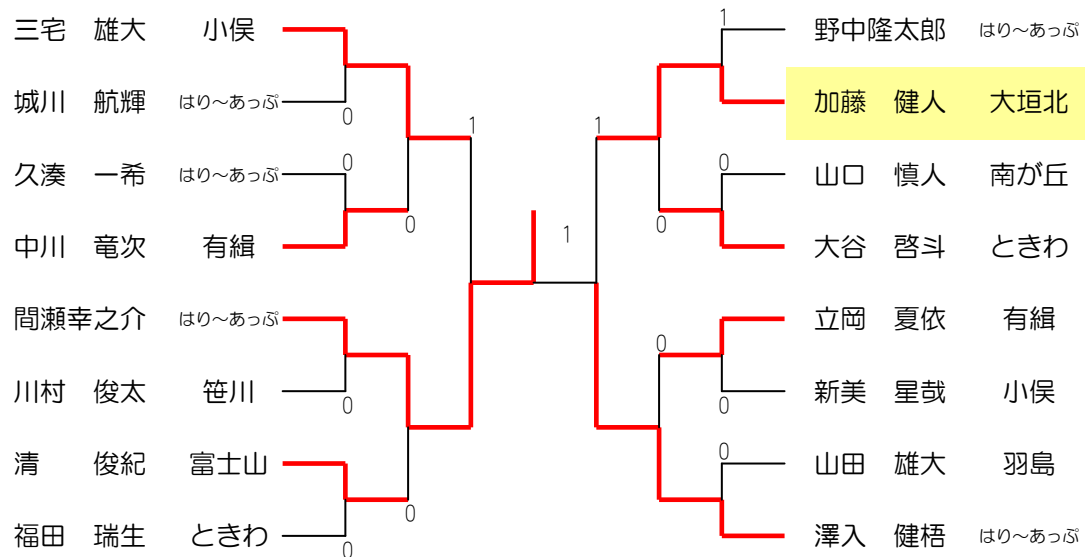 三宅 雄大 小俣
城川 航輝 はり~あっぷ
0
0
久湊 一希 はり~あっぷ
中川 竜次 有緝
0
1
間瀬幸之介 はり~あっぷ
川村 俊太 笹川
0
清 俊紀 富士山
0
福田 瑞生 ときわ
0
1
1
野中隆太郎 はり~あっぷ
加藤 健人 大垣北
1
0
山口 慎人 南が丘
0
大谷 啓斗 ときわ
立岡 夏依 有緝
0
新美 星哉 小俣
0
0
山田 雄大 羽島
澤入 健梧 はり~あっぷ